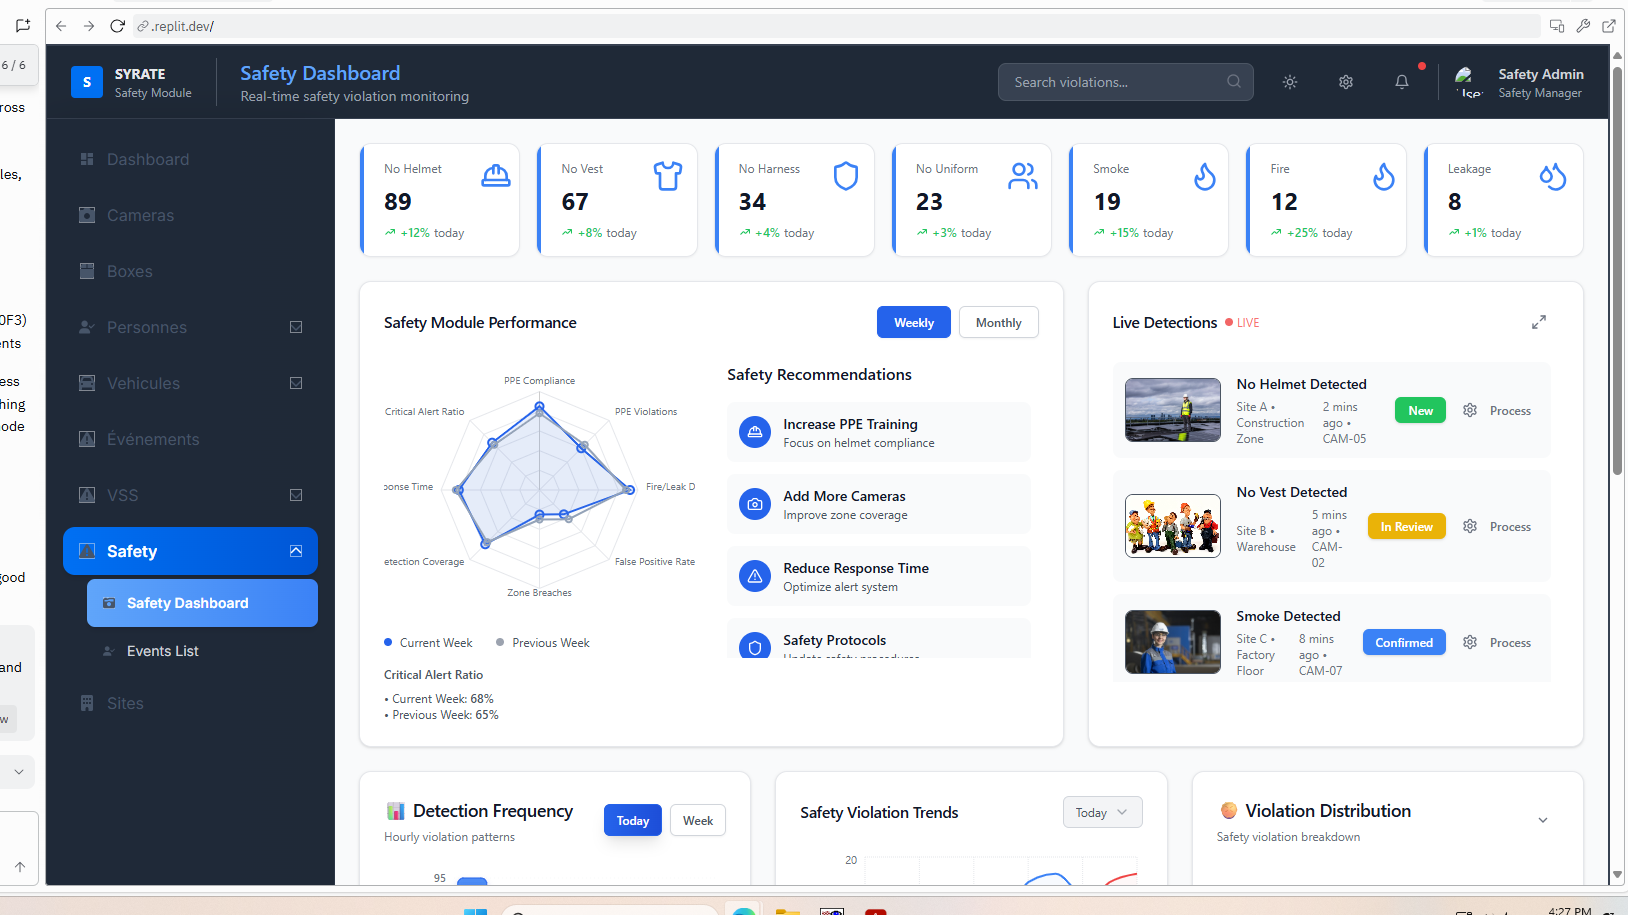 6 / 6
ross
les,
0F3)
ents
ess
hing
ode
good
and
w
.replit.dev/
S
SYRATE
Safety Module
Safety Dashboard
Real-time safety violation monitoring
Search violations...
User
Safety Admin
Safety Manager
Dashboard
Cameras
Boxes
Personnes
Vehicules
Événements
VSS
Safety
Safety Dashboard
Events List
Sites
No Helmet
89
+12% today
No Vest
67
+8% today
No Harness
34
+4% today
No Uniform
23
+3% today
Smoke
19
+15% today
Fire
12
+25% today
Leakage
8
+1% today
Safety Module Performance
Weekly
Monthly
PPE Compliance
PPE Violations
Fire/Leak D
False Positive Rate
Zone Breaches
etection Coverage
ponse Time
Critical Alert Ratio
Current Week
Previous Week
Critical Alert Ratio
• Current Week: 68%
• Previous Week: 65%
Safety Recommendations
Increase PPE Training
Focus on helmet compliance
Add More Cameras
Improve zone coverage
Reduce Response Time
Optimize alert system
Safety Protocols
Update safety procedures
Live Detections
LIVE
No Helmet Detected
Site A •
Construction
Zone
2 mins
ago •
CAM-05
New
Process
No Vest Detected
Site B •
Warehouse
5 mins
ago •
CAM-
02
In Review
Process
Smoke Detected
Site C •
Factory
Floor
8 mins
ago •
CAM-07
Confirmed
Process
Detection Frequency
Hourly violation patterns
Today
Week
95
Safety Violation Trends
Today
20
Violation Distribution
Safety violation breakdown
4:27 PM